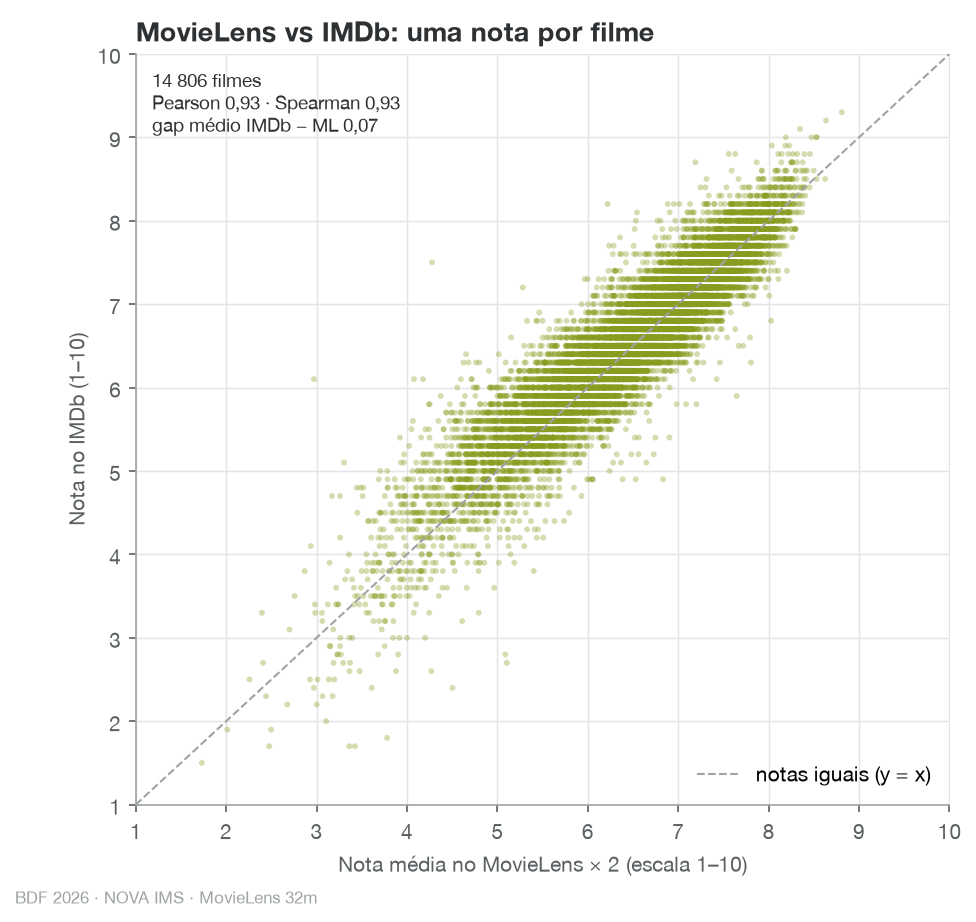 MovieLens vs IMDb: uma nota por filme
14 806 filmes
Pearson 0,93 · Spearman 0,93
gap médio IMDb – ML 0,07
10
9
8
7
6
5
4
3
2
1
Nota no IMDb (1–10)
notas iguais (y = x)
1 2 3 4 5 6 7 8 9 10
Nota média no MovieLens × 2 (escala 1–10)
BDF 2026 · NOVA IMS · MovieLens 32m